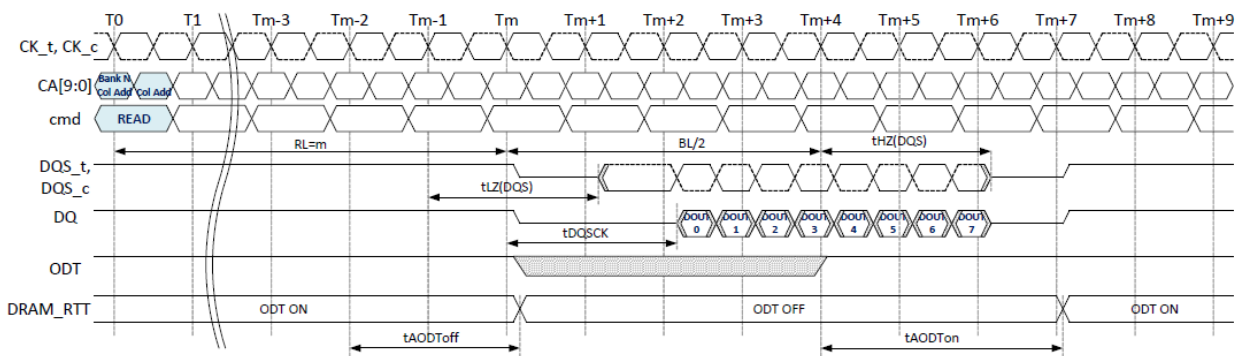 T0 T1 Tm-3 Tm-2 Tm-1 Tm Tm+1 Tm+2 Tm+3 Tm+4 Tm+5 Tm+6 Tm+7 Tm+8 Tm+9
CK_t, CK_c
CA[9:0] Bank N
Col Add Col Add
cmd READ
RL=m BL/2 tHZ(DQS)
DQS_t,
DQS_c
tLZ(DQS)
DQ DOUT DOUT DOUT DOUT DOUT DOUT DOUT DOUT
0 1 2 3 4 5 6 7
tDQSCK
ODT
DRAM_RTT ODT ON ODT OFF ODT ON
tAODToff tAODTon